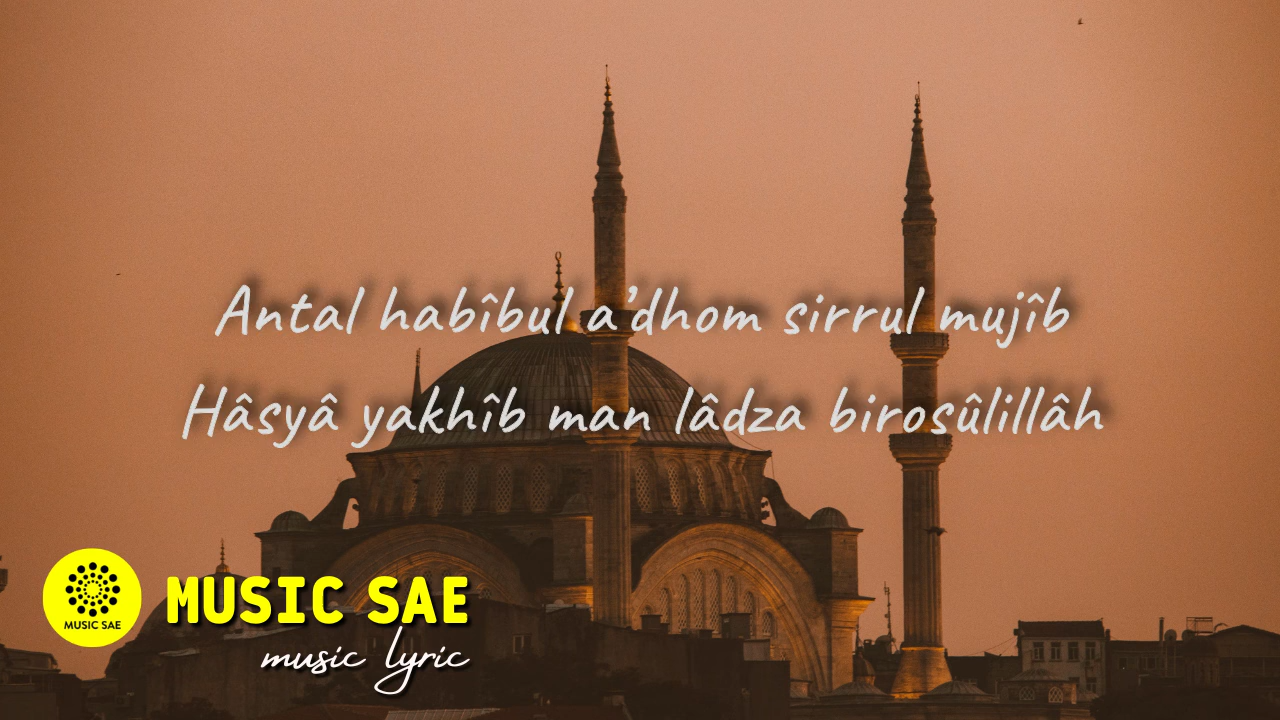 Antal habîbul a'dhom sirrul mujîb
Hâsyâ yakhîb man lâdza birosûlillâh
MUSIC SAE
MUSIC SAE
music lyric